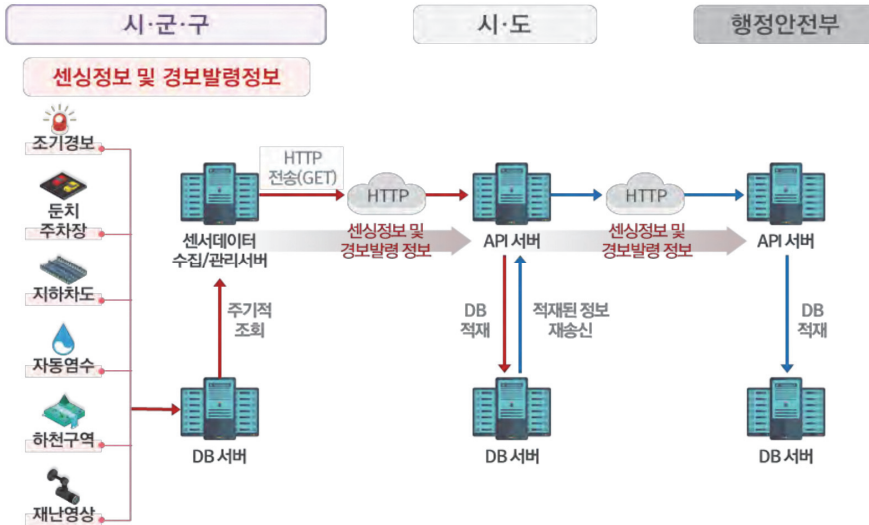 시·군·구
시·도
행정안전부
센싱정보 및 경보발령정보
조기경보
둔치
주차장
지하차도
자동염수
하천구역
재난영상
HTTP
전송(GET)
HTTP
HTTP
센서데이터
수집/관리서버
센싱정보 및
경보발령 정보
API 서버
센싱정보 및
경보발령 정보
API 서버
주기적
조회
DB
적재
적재된 정보
재송신
DB
적재
DB 서버
DB 서버
DB 서버